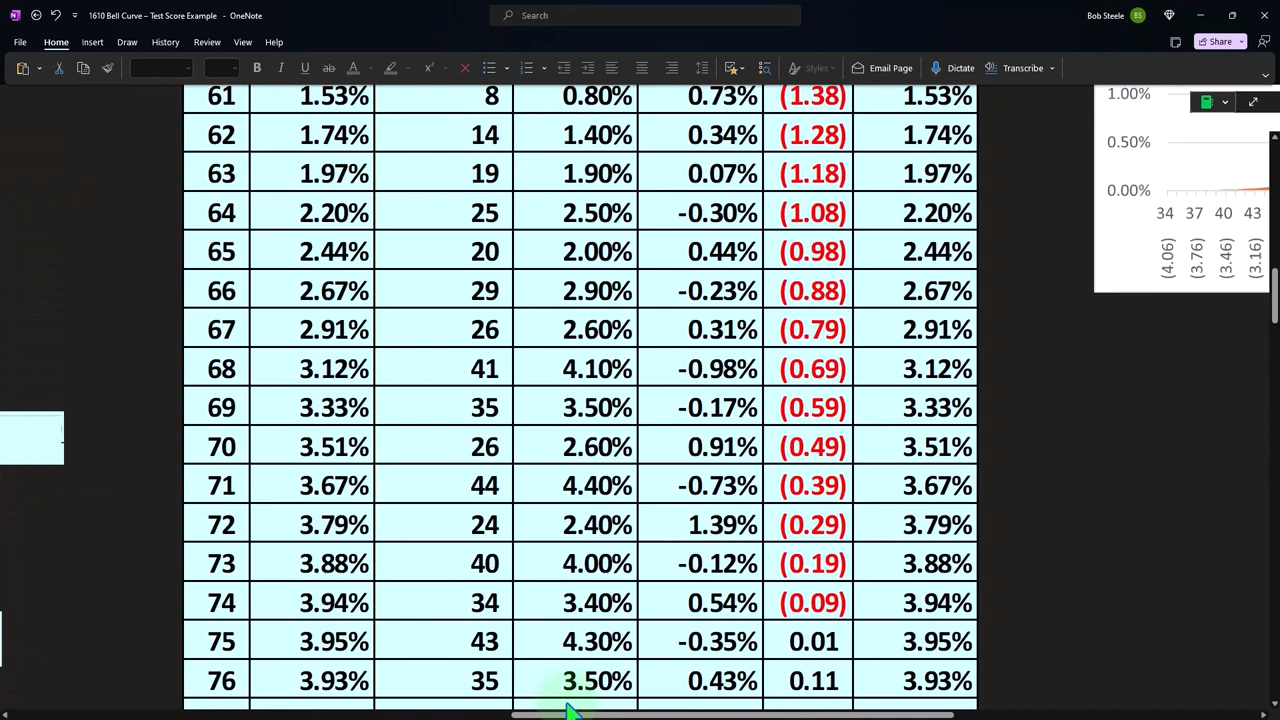 1610 Bell Curve – Test Score Example - OneNote
Search
Bob Steele
BS
File Home Insert Draw History Review View Help
Share
Email Page
Dictate
Transcribe
Styles
61 1.53% 8 0.80% 0.73% (1.38) 1.53%
62 1.74% 14 1.40% 0.34% (1.28) 1.74%
63 1.97% 19 1.90% 0.07% (1.18) 1.97%
64 2.20% 25 2.50% -0.30% (1.08) 2.20%
65 2.44% 20 2.00% 0.44% (0.98) 2.44%
66 2.67% 29 2.90% -0.23% (0.88) 2.67%
67 2.91% 26 2.60% 0.31% (0.79) 2.91%
68 3.12% 41 4.10% -0.98% (0.69) 3.12%
69 3.33% 35 3.50% -0.17% (0.59) 3.33%
70 3.51% 26 2.60% 0.91% (0.49) 3.51%
71 3.67% 44 4.40% -0.73% (0.39) 3.67%
72 3.79% 24 2.40% 1.39% (0.29) 3.79%
73 3.88% 40 4.00% -0.12% (0.19) 3.88%
74 3.94% 34 3.40% 0.54% (0.09) 3.94%
75 3.95% 43 4.30% -0.35% 0.01 3.95%
76 3.93% 35 3.50% 0.43% 0.11 3.93%
1.00%
0.50%
0.00%
34 37 40 43
(4.06) (3.76) (3.46) (3.16)